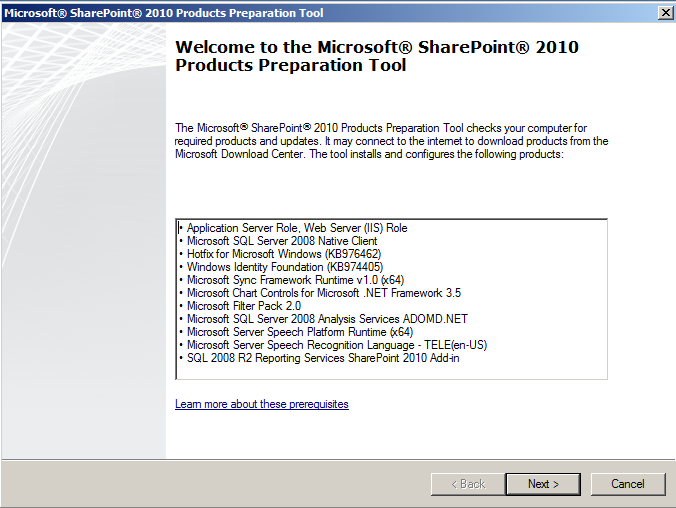 Microsoft® SharePoint® 2010 Products Preparation Tool
Welcome to the Microsoft® SharePoint® 2010
Products Preparation Tool
The Microsoft® SharePoint® 2010 Products Preparation Tool checks your computer for
required products and updates. It may connect to the internet to download products from the
Microsoft Download Center. The tool installs and configures the following products:
• Application Server Role, Web Server (IIS) Role
• Microsoft SQL Server 2008 Native Client
• Hotfix for Microsoft Windows (KB976462)
• Windows Identity Foundation (KB974405)
• Microsoft Sync Framework Runtime v1.0 (x64)
• Microsoft Chart Controls for Microsoft .NET Framework 3.5
• Microsoft Filter Pack 2.0
• Microsoft SQL Server 2008 Analysis Services ADOMD.NET
• Microsoft Server Speech Platform Runtime (x64)
• Microsoft Server Speech Recognition Language - TELE(en-US)
• SQL 2008 R2 Reporting Services SharePoint 2010 Add-in
Learn more about these prerequisites
< Back
Next >
Cancel